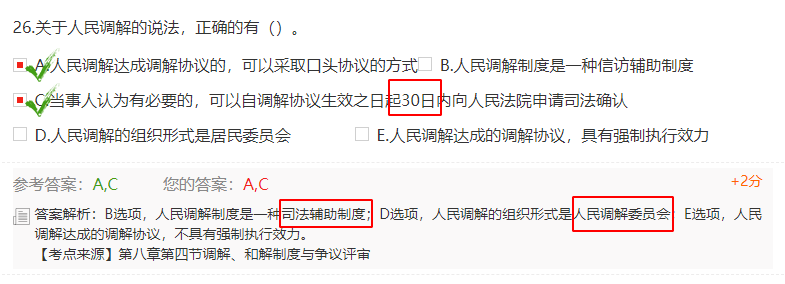 26.关于人民调解的说法，正确的有（）。
A.人民调解达成调解协议的，可以采取口头协议的方式 B.人民调解制度是一种信访辅助制度
C.当事人认为有必要的，可以自调解协议生效之日起30日内向人民法院申请司法确认
D.人民调解的组织形式是居民委员会 E.人民调解达成的调解协议，具有强制执行效力
参考答案：A,C 您的答案：A,C +2分
答案解析：B选项，人民调解制度是一种司法辅助制度；D选项，人民调解的组织形式是人民调解委员会；E选项，人民
调解达成的调解协议，不具有强制执行效力。
【考点来源】第八章第四节调解、和解制度与争议评审